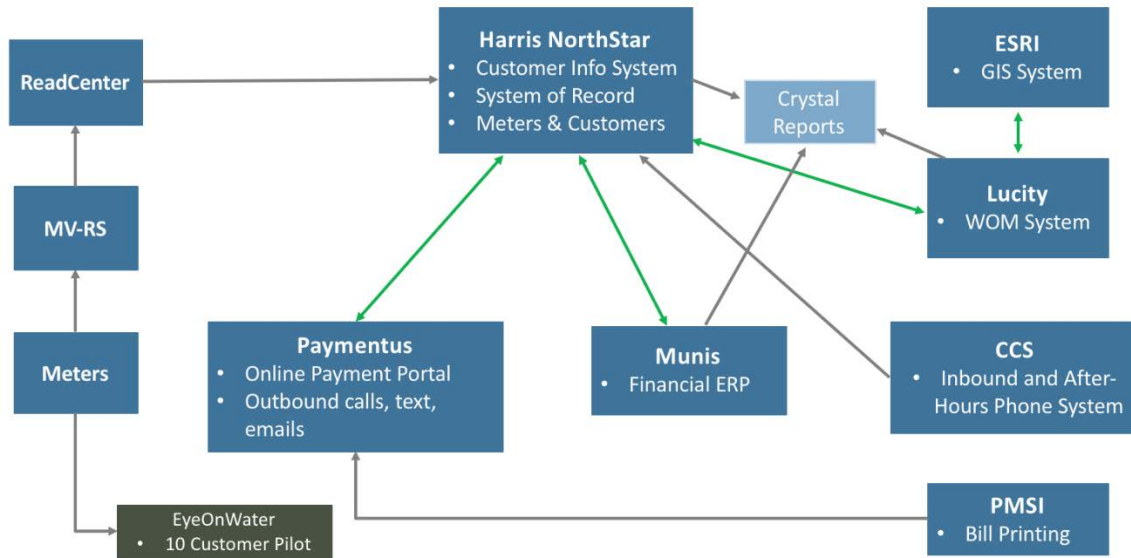 ReadCenter
Harris NorthStar
• Customer Info System
• System of Record
• Meters & Customers
Crystal
Reports
ESRI
• GIS System
MV-RS
Lucity
• WOM System
Meters
Paymentus
• Online Payment Portal
• Outbound calls, text,
emails
Munis
• Financial ERP
CCS
• Inbound and After-
Hours Phone System
EyeOnWater
• 10 Customer Pilot
PMSI
• Bill Printing